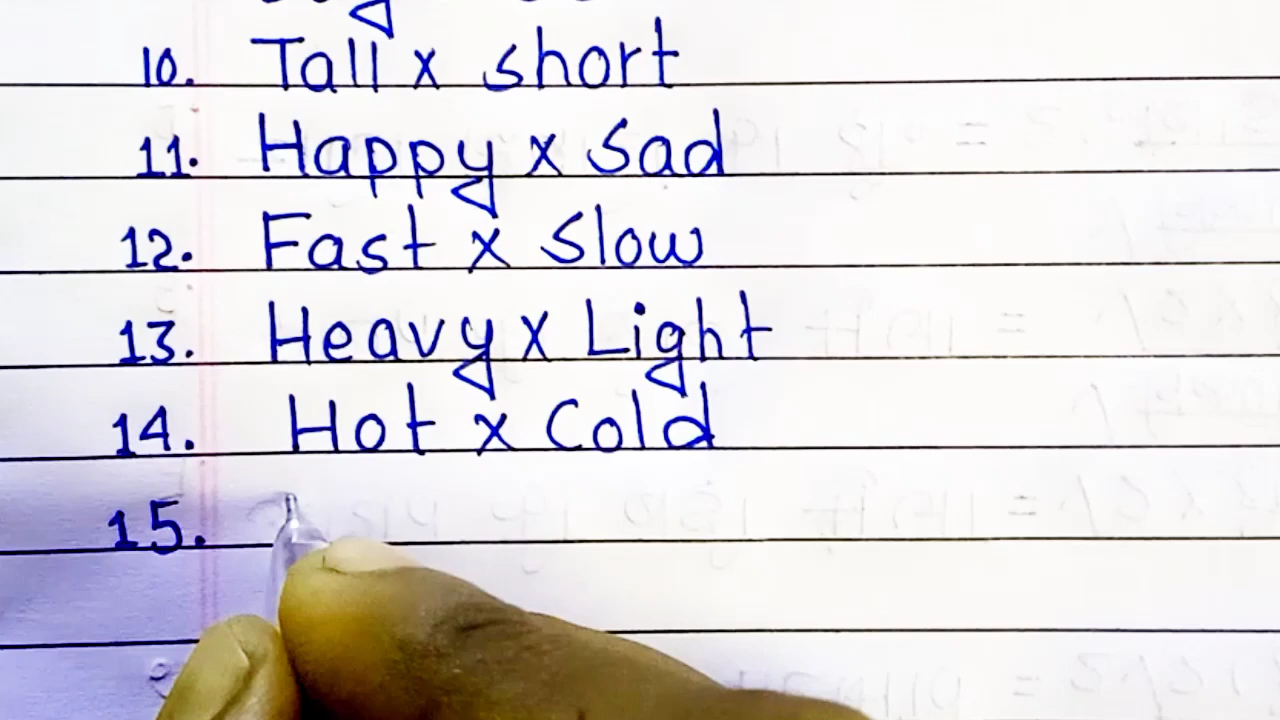 10. Tall x short
11. Happy x Sad
12. Fast x Slow
13. Heavy x Light
14. Hot x Cold
15.